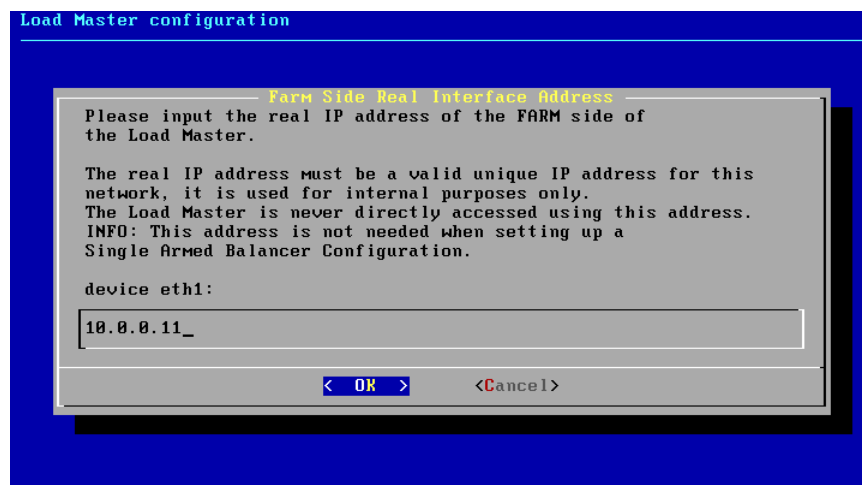 Load Master configuration
Farm Side Real Interface Address
Please input the real IP address of the FARM side of
the Load Master.
The real IP address must be a valid unique IP address for this
network, it is used for internal purposes only.
The Load Master is never directly accessed using this address.
INFO: This address is not needed when setting up a
Single Armed Balancer Configuration.
device eth1:
10.0.0.11_
< OK > <Cancel>